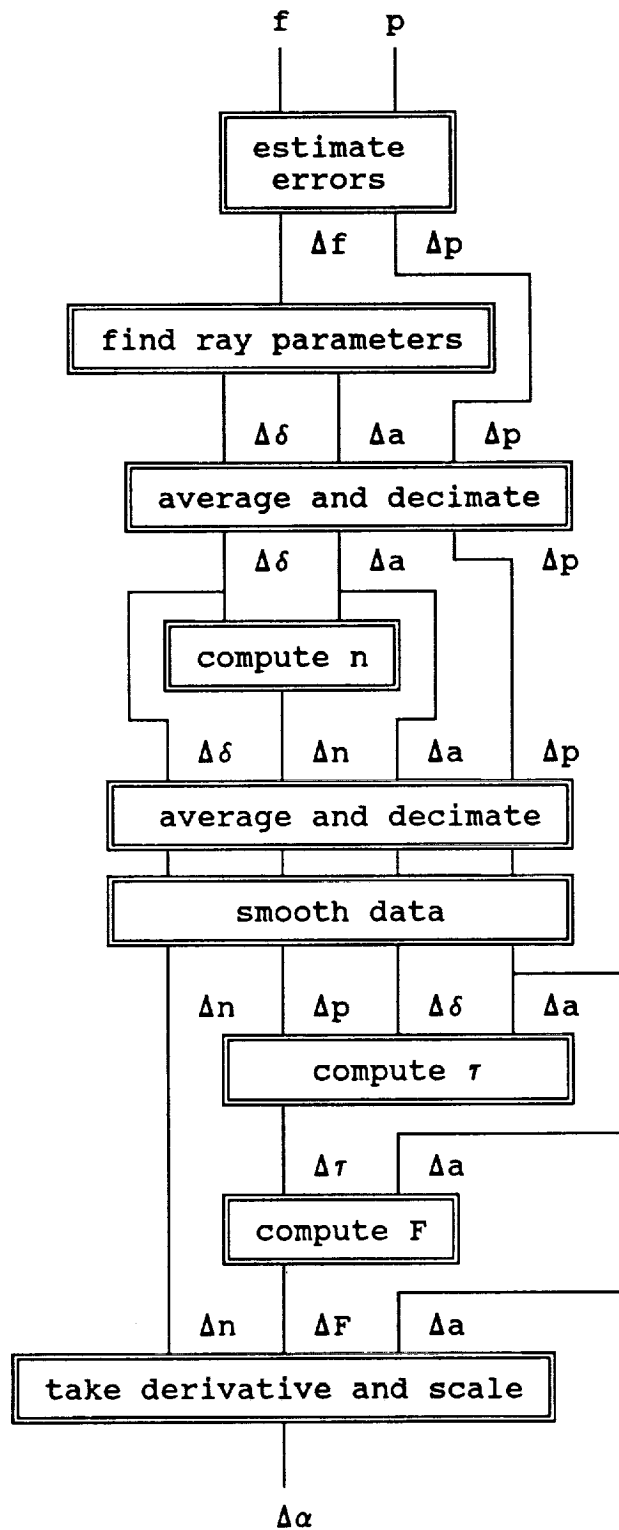 f p
estimate
errors
Δf Δp
find ray parameters
Δδ Δa Δp
average and decimate
Δδ Δa Δp
compute n
Δδ Δn Δa Δp
average and decimate
smooth data
Δn Δp Δδ Δa
compute τ
Δτ Δa
compute F
Δn ΔF Δa
take derivative and scale
Δα